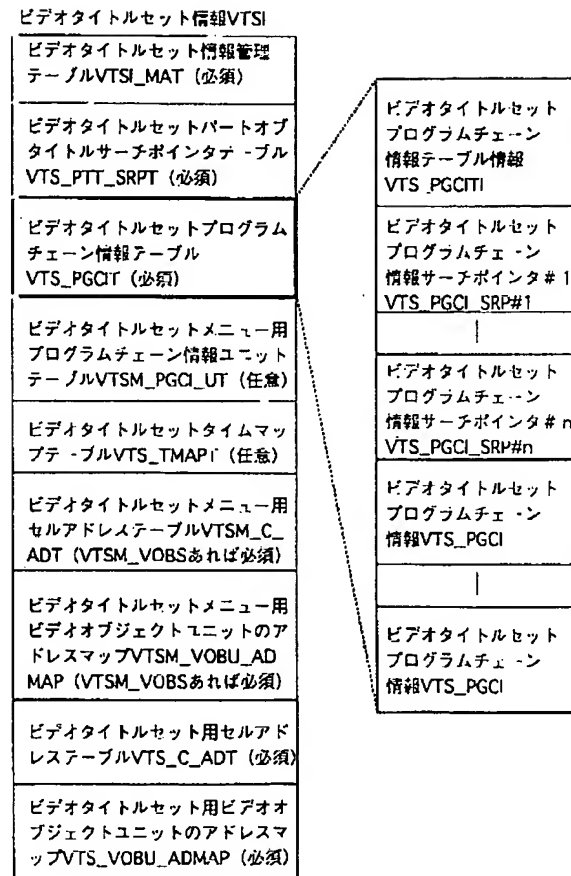 ビデオタイトルセット情報VTSI
ビデオタイトルセット情報管理
テーブルVTSI_MAT（必須）
ビデオタイトルセットパートオブ
タイトルサーチポインタテーブル
VTS_PTT_SRPT（必須）
ビデオタイトルセットプログラム
チェーン情報テーブル
VTS_PGCIT（必須）
ビデオタイトルセットメニュー用
プログラムチェーン情報ユニット
テーブルVTSM_PGCI_UT（任意）
ビデオタイトルセットタイムマッ
プテーブルVTS_TMAPT（任意）
ビデオタイトルセットメニュー用
セルアドレステーブルVTSM_C_
ADT（VTSM_VOBSあれば必須）
ビデオタイトルセットメニュー用
ビデオオブジェクトユニットのア
ドレスマップVTSM_VOBU_AD
MAP（VTSM_VOBSあれば必須）
ビデオタイトルセット用セルアド
レステーブルVTS_C_ADT（必須）
ビデオタイトルセット用ビデオオ
ブジェクトユニットのアドレスマ
ップVTS_VOBU_ADMAP（必須）
ビデオタイトルセット
プログラムチェーン
情報テーブル情報
VTS_PGCITI
ビデオタイトルセット
プログラムチェーン
情報サーチポインタ＃1
VTS_PGCI_SRP#1
ビデオタイトルセット
プログラムチェーン
情報サーチポインタ＃n
VTS_PGCI_SRP#n
ビデオタイトルセット
プログラムチェーン
情報VTS_PGCI
ビデオタイトルセット
プログラムチェーン
情報VTS_PGCI